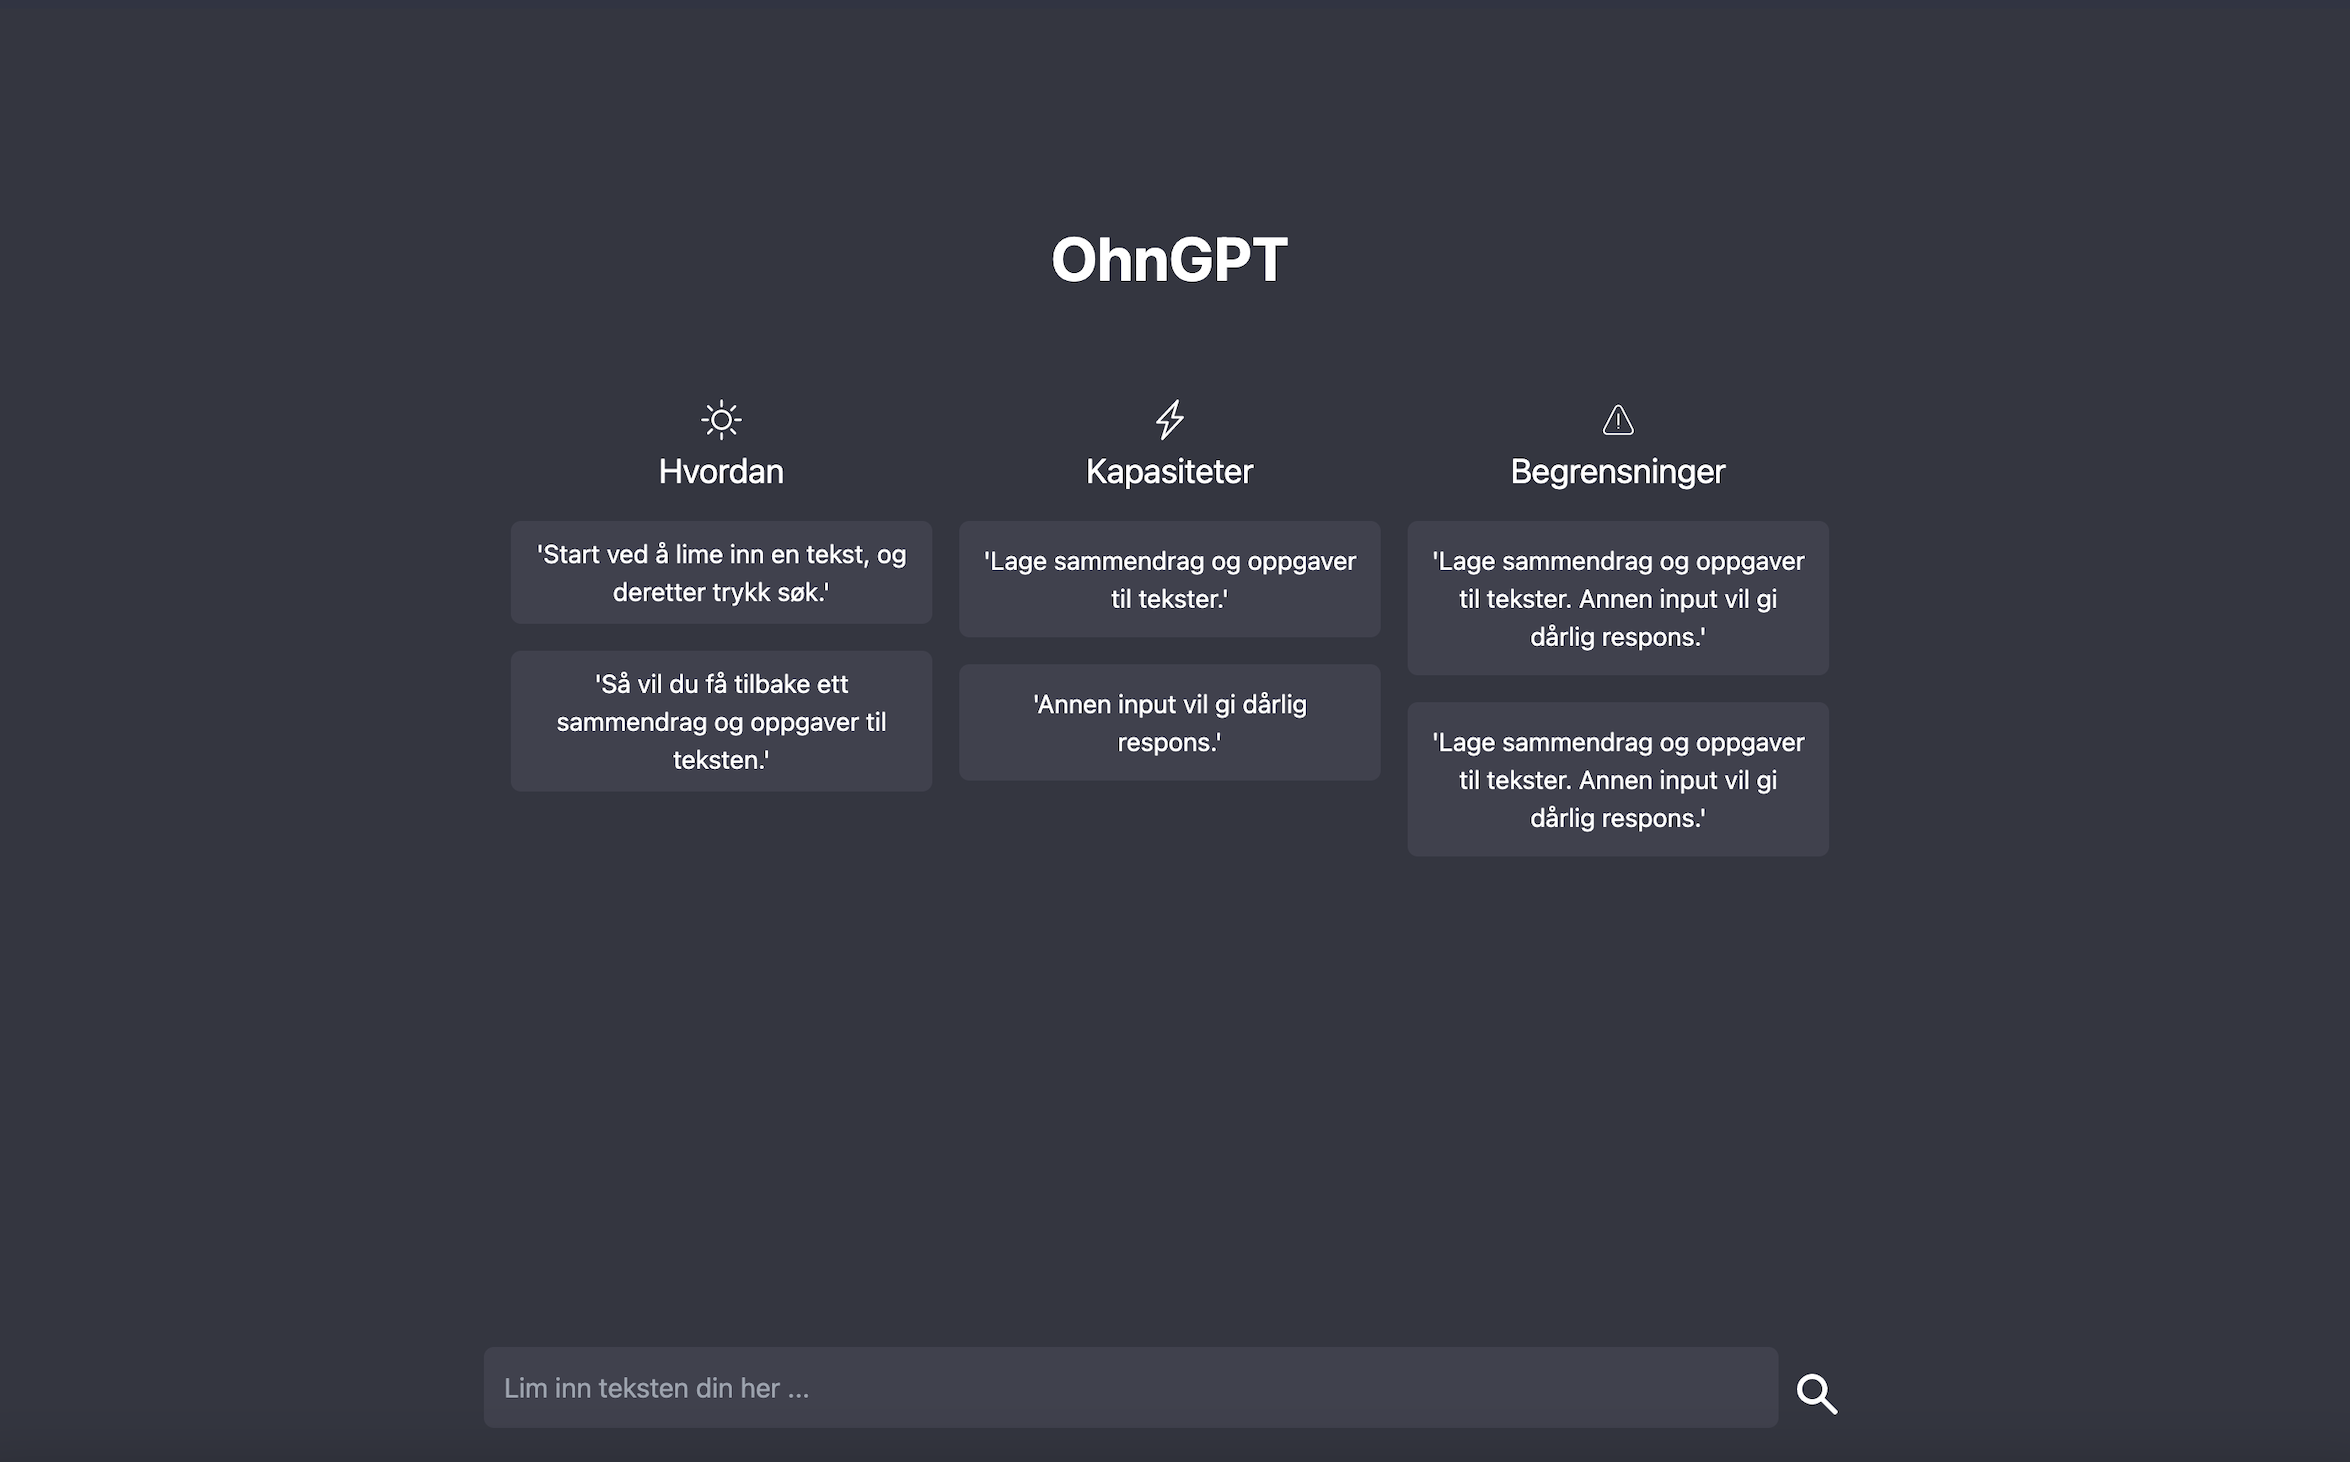 OhnGPT
Hvordan
'Start ved å lime inn en tekst, og
deretter trykk søk.'
'Så vil du få tilbake ett
sammendrag og oppgaver til
teksten.'
Kapasiteter
'Lage sammendrag og oppgaver
til tekster.'
'Annen input vil gi dårlig
respons.'
Begrensninger
'Lage sammendrag og oppgaver
til tekster. Annen input vil gi
dårlig respons.'
'Lage sammendrag og oppgaver
til tekster. Annen input vil gi
dårlig respons.'
Lim inn teksten din her ...